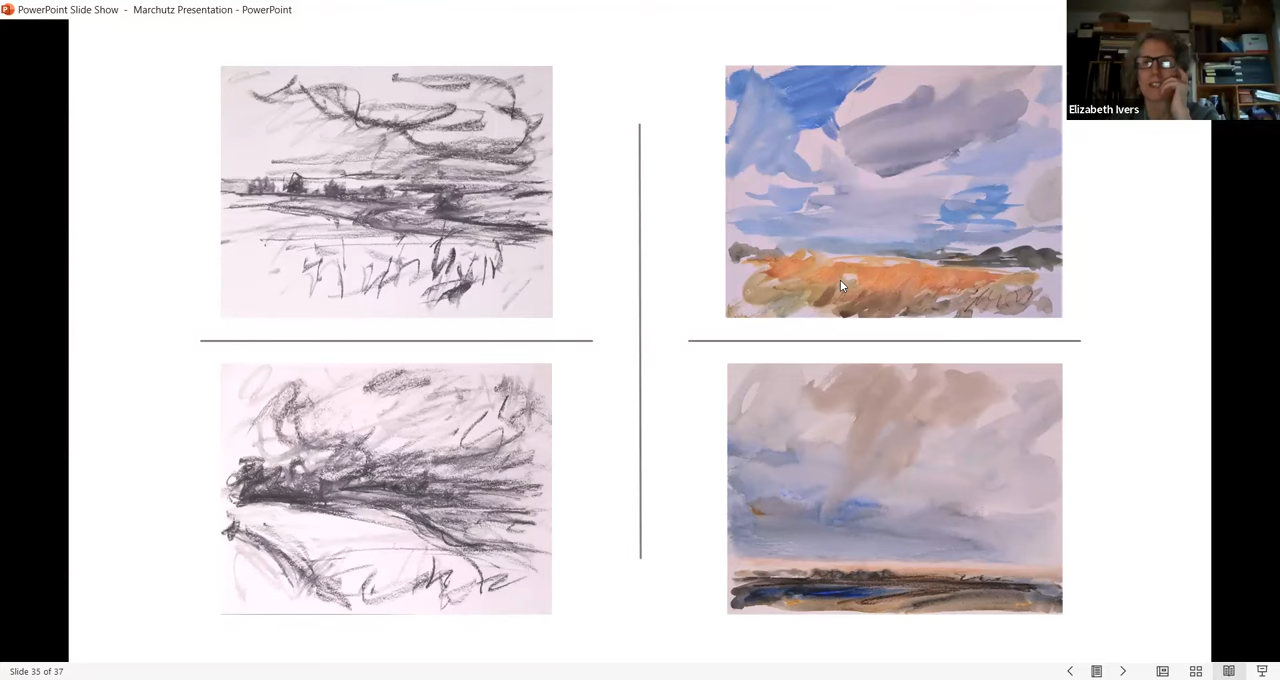 PowerPoint Slide Show - Marchutz Presentation - PowerPoint
Elizabeth Ivers
Slide 35 of 37